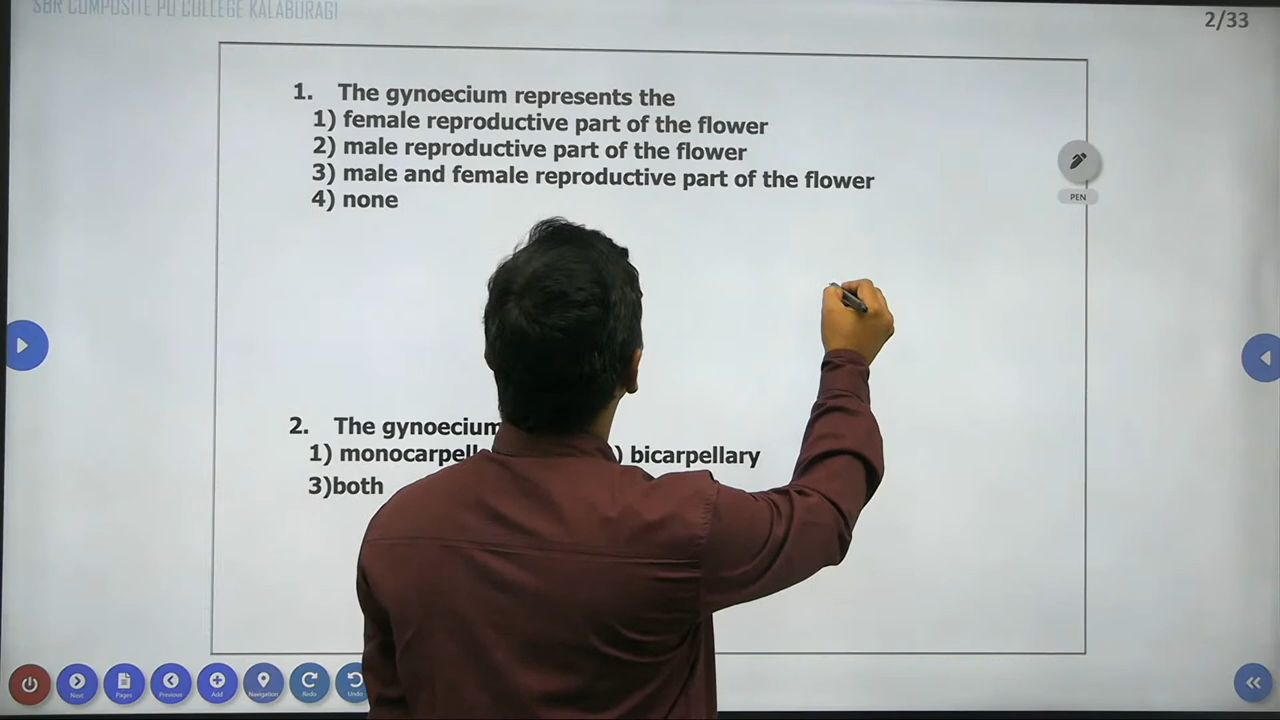 SBR COMPOSITE PU COLLEGE KALABURAGI
2/33
1. The gynoecium represents the
1) female reproductive part of the flower
2) male reproductive part of the flower
3) male and female reproductive part of the flower
4) none
PEN
2. The gynoecium
1) monocarpell ) bicarpellary
3)both
Next Pages Previous Add Navigation Redo Undo